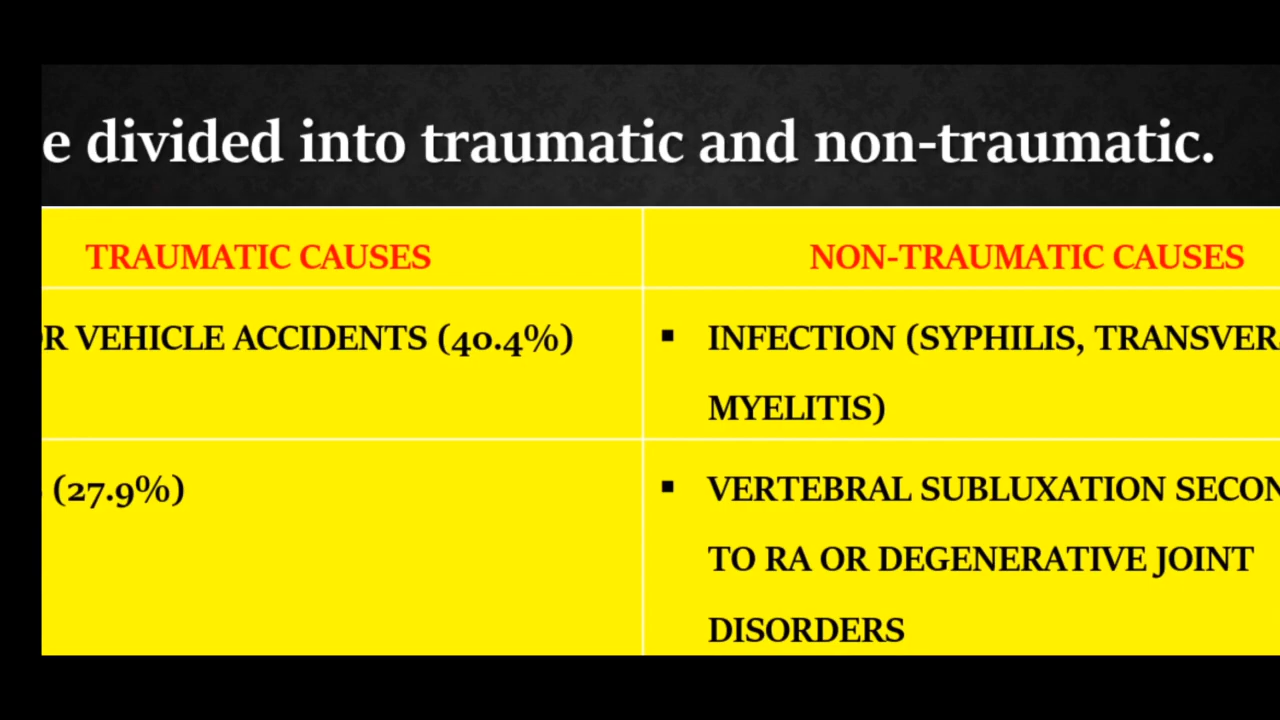 e divided into traumatic and non-traumatic.
TRAUMATIC CAUSES
NON-TRAUMATIC CAUSES
R VEHICLE ACCIDENTS (40.4%)
▪ INFECTION (SYPHILIS, TRANSVER
MYELITIS)
(27.9%)
▪ VERTEBRAL SUBLUXATION SECON
TO RA OR DEGENERATIVE JOINT
DISORDERS